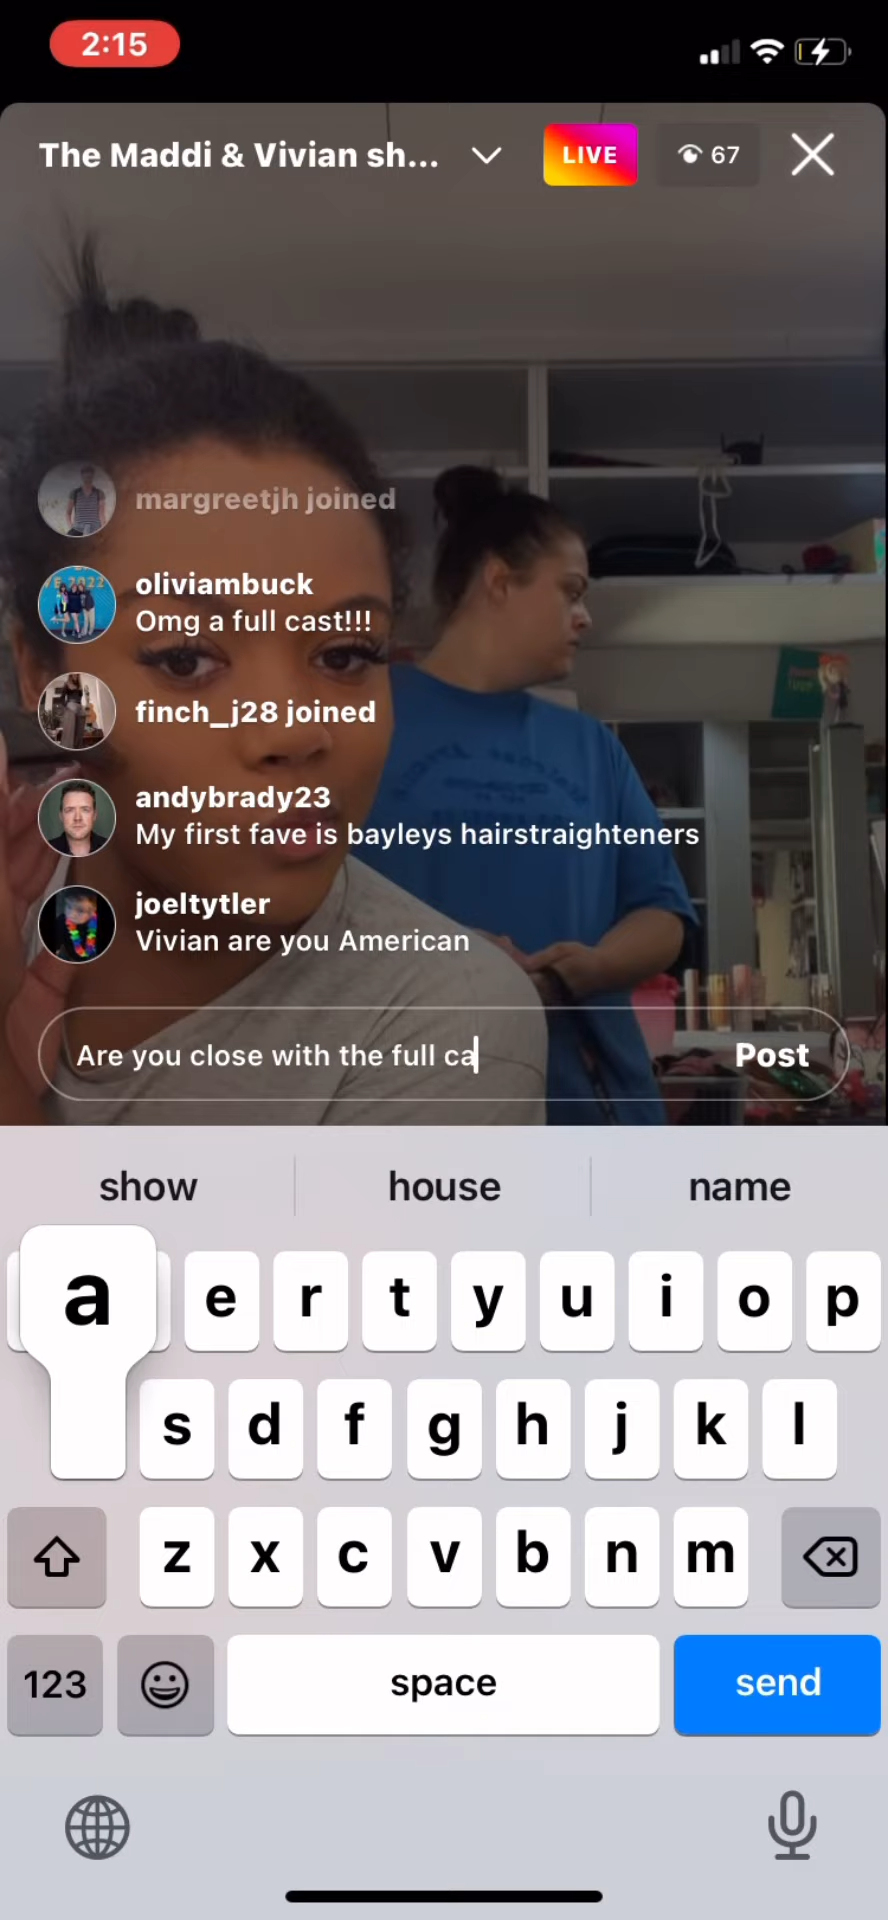 2:15
The Maddi & Vivian sh...
LIVE
67
margreetjh joined
oliviambuck
Omg a full cast!!!
finch_j28 joined
andybrady23
My first fave is bayleys hairstraighteners
joeltytler
Vivian are you American
Are you close with the full ca
Post
show house name
a e r t y u i o p
s d f g h j k l
z x c v b n m
123 space send